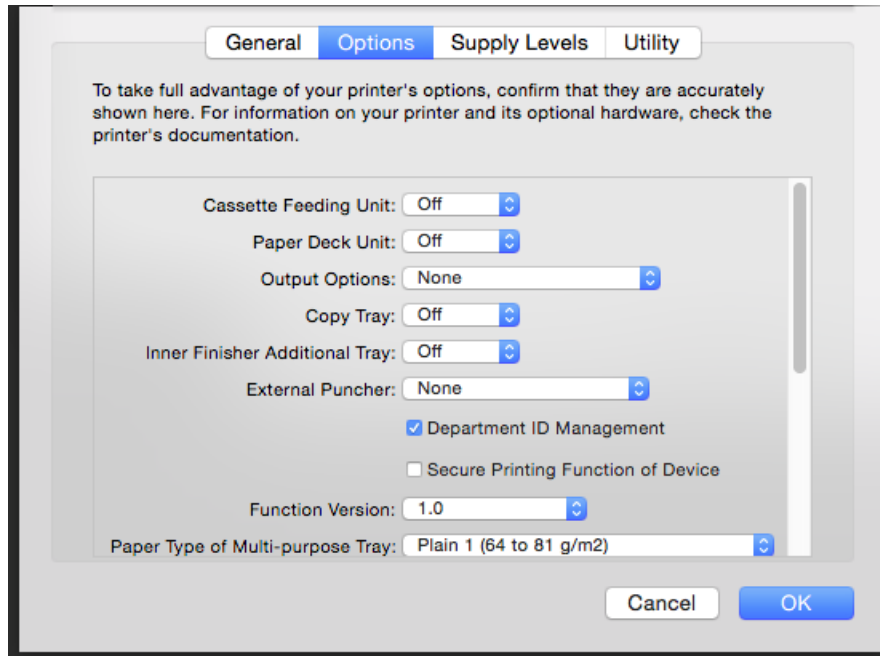 General Options Supply Levels Utility
To take full advantage of your printer's options, confirm that they are accurately
shown here. For information on your printer and its optional hardware, check the
printer's documentation.
Cassette Feeding Unit: Off
Paper Deck Unit: Off
Output Options: None
Copy Tray: Off
Inner Finisher Additional Tray: Off
External Puncher: None
Department ID Management
Secure Printing Function of Device
Function Version: 1.0
Paper Type of Multi-purpose Tray: Plain 1 (64 to 81 g/m2)
Cancel OK